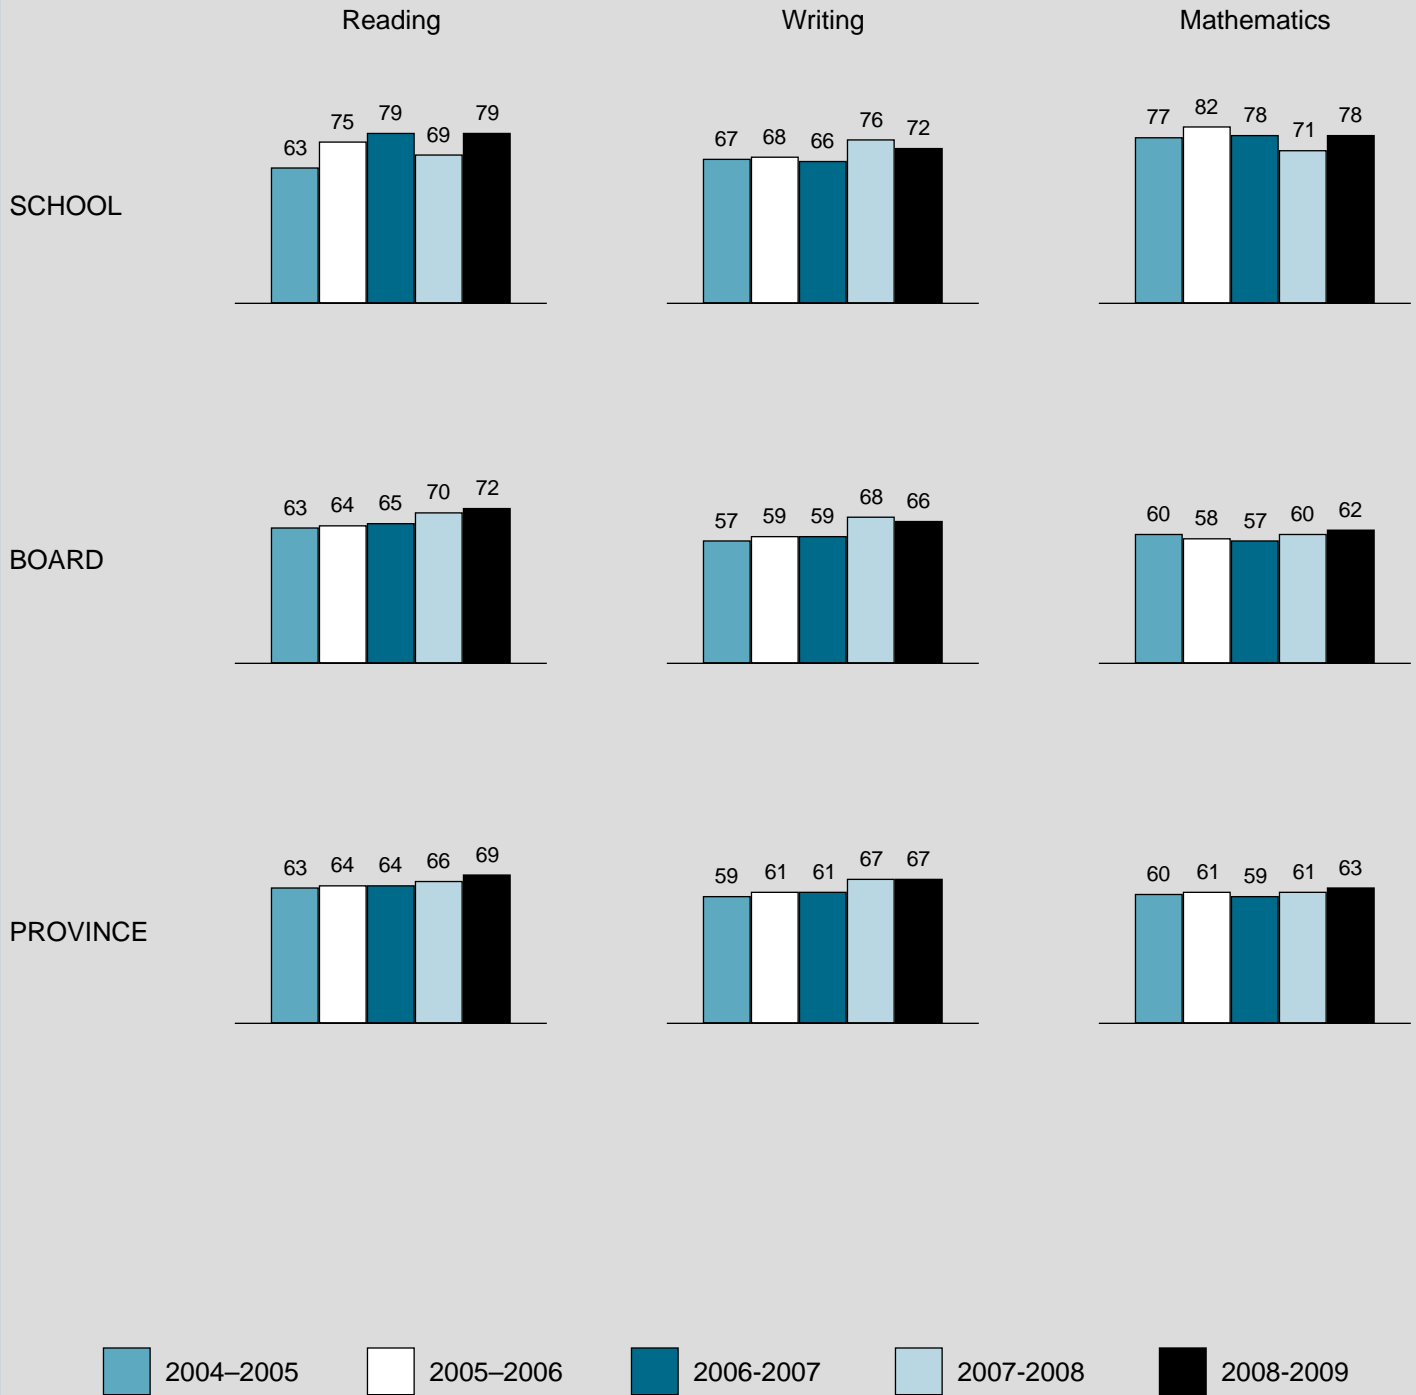 Reading Writing Mathematics
SCHOOL
63 75 79 69 79
67 68 66 76 72
77 82 78 71 78
BOARD
63 64 65 70 72
57 59 59 68 66
60 58 57 60 62
PROVINCE
63 64 64 66 69
59 61 61 67 67
60 61 59 61 63
2004–2005 2005–2006 2006-2007 2007-2008 2008-2009